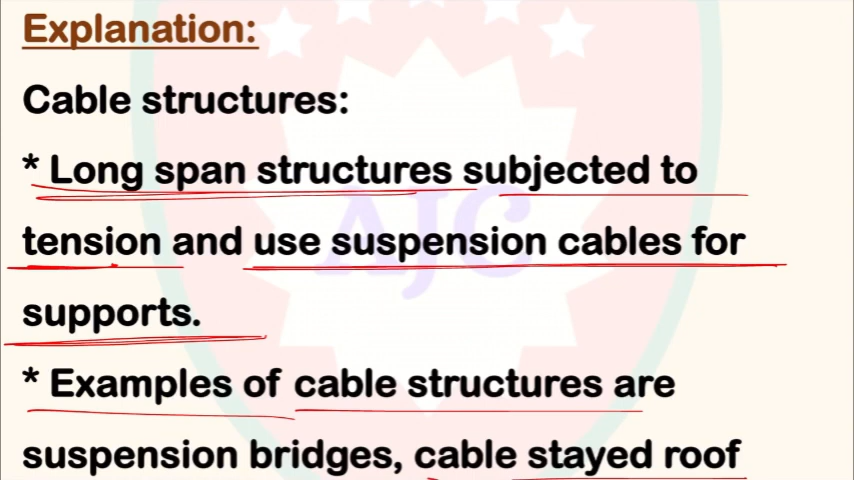 Explanation:
Cable structures:
* Long span structures subjected to
tension and use suspension cables for
supports.
* Examples of cable structures are
suspension bridges, cable stayed roof
AJC